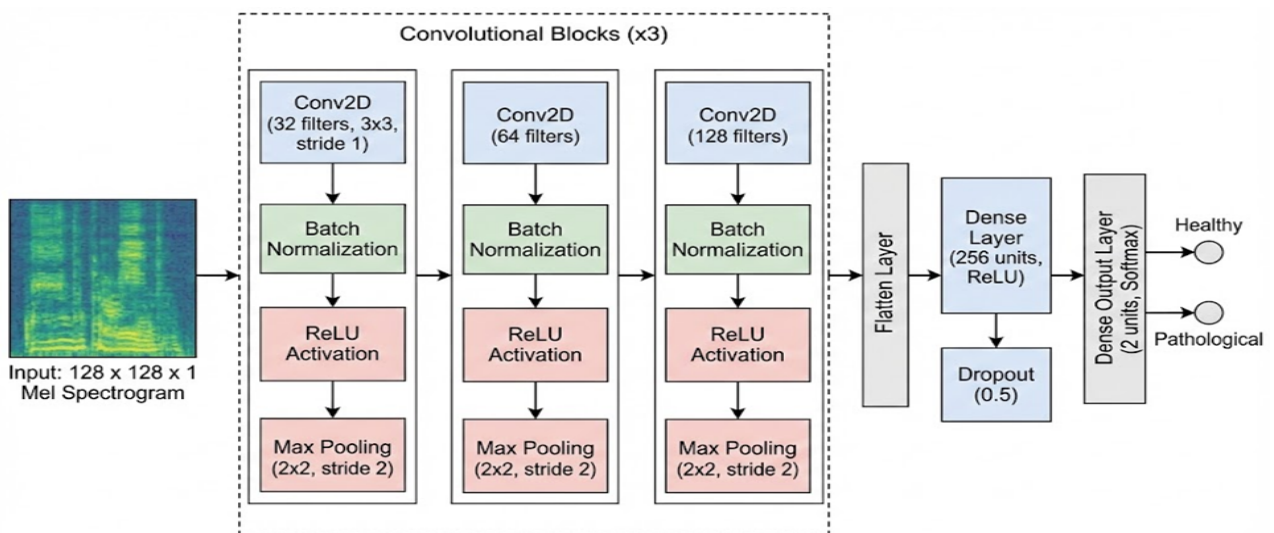 Convolutional Blocks (x3)
Conv2D
(32 filters, 3x3,
stride 1)
Batch
Normalization
ReLU
Activation
Max Pooling
(2x2, stride 2)
Conv2D
(64 filters)
Batch
Normalization
ReLU
Activation
Max Pooling
(2x2, stride 2)
Conv2D
(128 filters)
Batch
Normalization
ReLU
Activation
Max Pooling
(2x2, stride 2)
Input: 128 x 128 x 1
Mel Spectrogram
Flatten Layer
Dense
Layer
(256 units,
ReLU)
Dropout
(0.5)
Dense Output Layer
(2 units, Softmax)
Healthy
Pathological